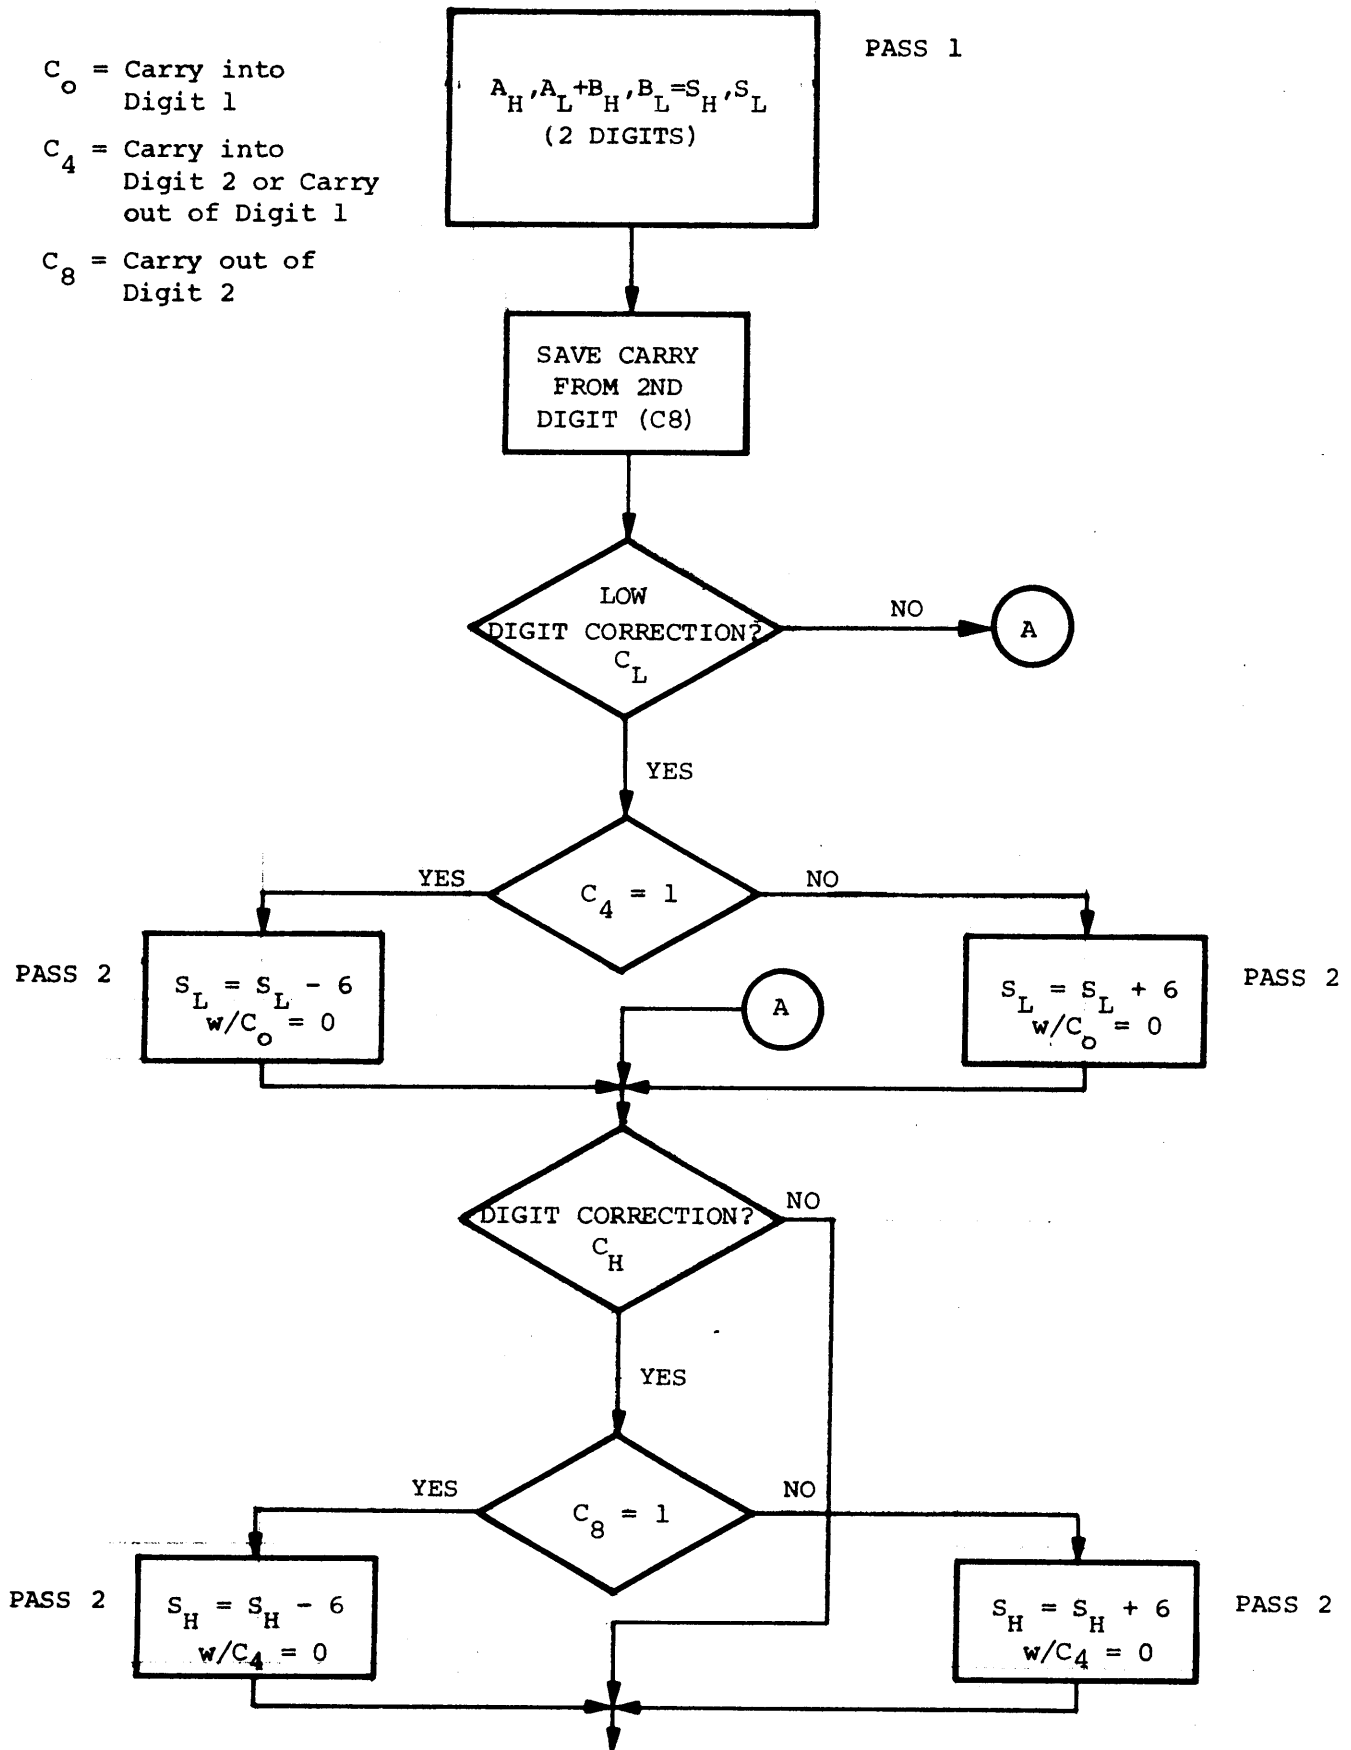 C_o = Carry into
Digit 1
C_4 = Carry into
Digit 2 or Carry
out of Digit 1
C_8 = Carry out of
Digit 2
PASS 1
A_H,A_L+B_H,B_L=S_H,S_L
(2 DIGITS)
SAVE CARRY
FROM 2ND
DIGIT (C8)
LOW
DIGIT CORRECTION?
C_L
NO
A
YES
C_4 = 1
YES
NO
PASS 2
S_L = S_L - 6
w/C_o = 0
A
S_L = S_L + 6
w/C_o = 0
PASS 2
DIGIT CORRECTION?
C_H
NO
YES
C_8 = 1
YES
NO
PASS 2
S_H = S_H - 6
w/C4 = 0
S_H = S_H + 6
w/C4 = 0
PASS 2